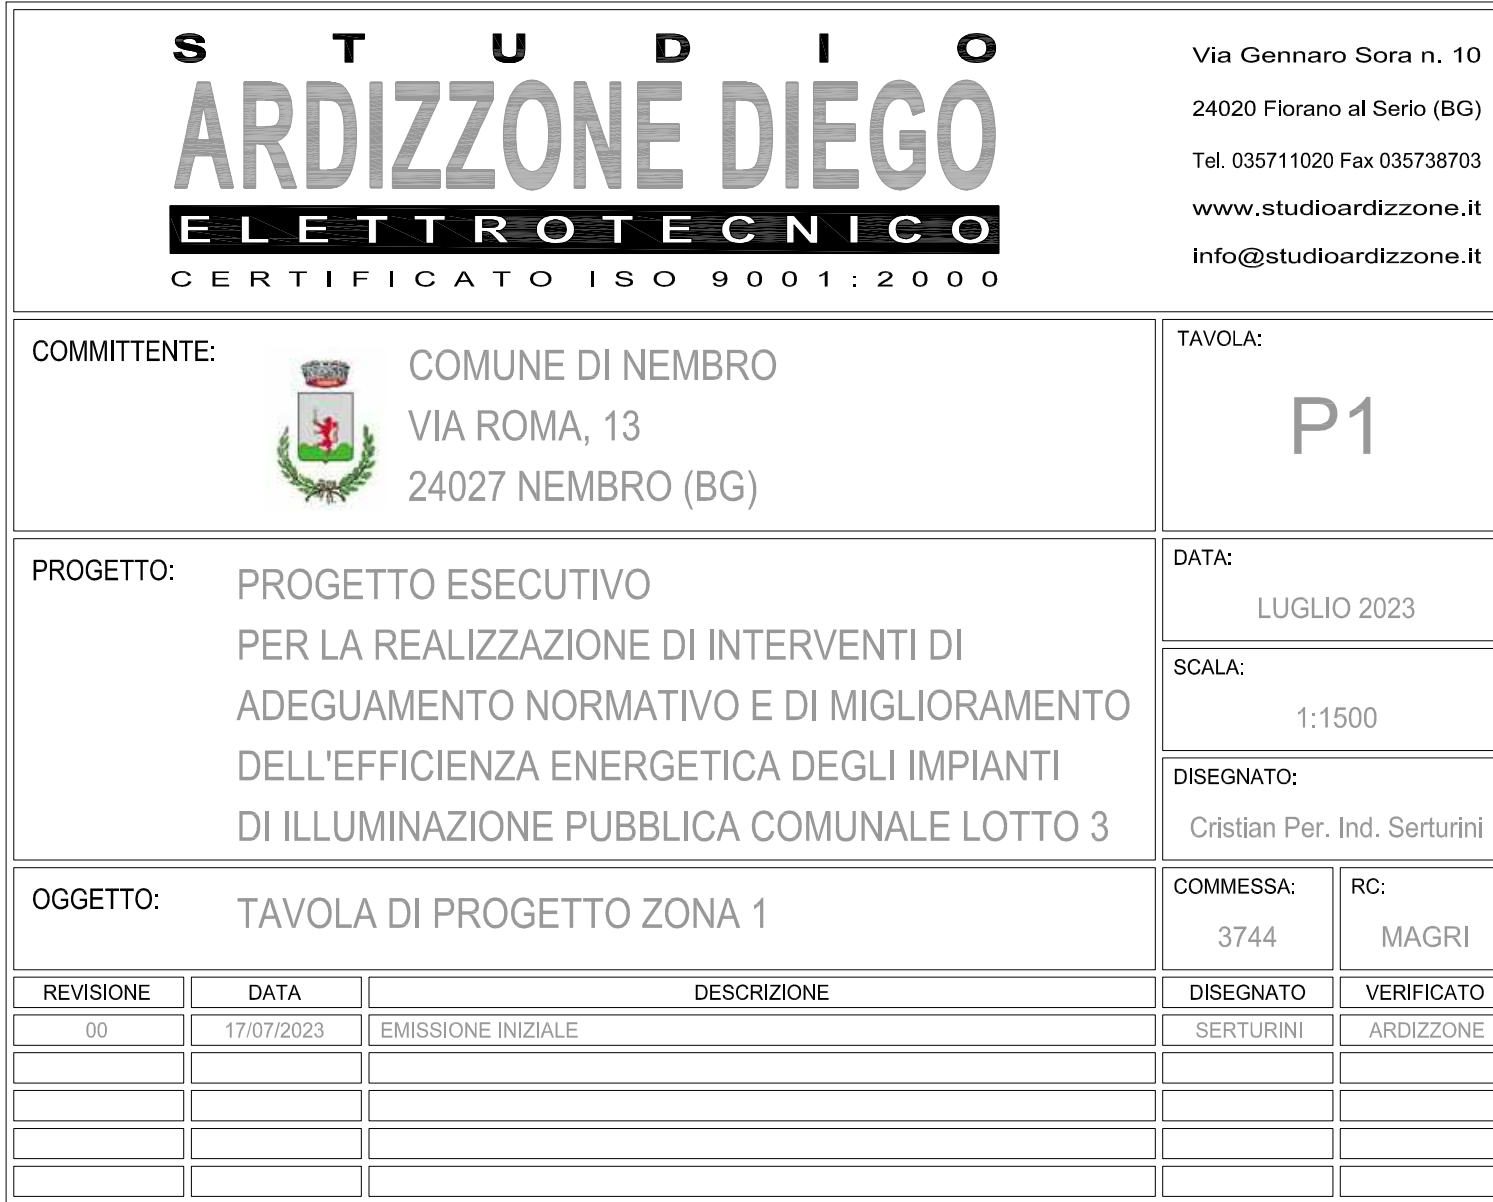 STUDIO
ARDIZZONE DIEGO
ELETTROTECNICO
CERTIFICATO ISO 9001:2000
Via Gennaro Sora n. 10
24020 Fiorano al Serio (BG)
Tel. 035711020 Fax 035738703
www.studioardizzone.it
info@studioardizzone.it
COMMITTENTE:
COMUNE DI NEMBRO
VIA ROMA, 13
24027 NEMBRO (BG)
TAVOLA:
P1
PROGETTO:
PROGETTO ESECUTIVO
PER LA REALIZZAZIONE DI INTERVENTI DI
ADEGUAMENTO NORMATIVO E DI MIGLIORAMENTO
DELL'EFFICIENZA ENERGETICA DEGLI IMPIANTI
DI ILLUMINAZIONE PUBBLICA COMUNALE LOTTO 3
DATA:
LUGLIO 2023
SCALA:
1:1500
DISEGNATO:
Cristian Per. Ind. Serturini
OGGETTO:
TAVOLA DI PROGETTO ZONA 1
COMMESSA:
3744
RC:
MAGRI
REVISIONE DATA DESCRIZIONE DISEGNATO VERIFICATO
00 17/07/2023 EMISSIONE INIZIALE SERTURINI ARDIZZONE